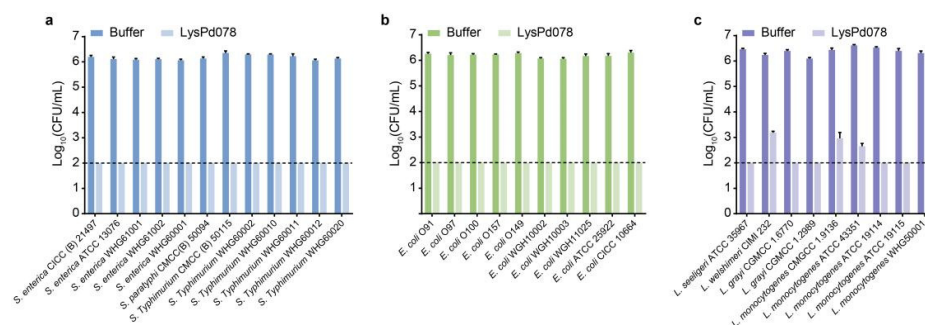 a
Buffer LysPd078
Log10(CFU/mL)
7
6
5
4
3
2
1
0
S. enterica CICC (B) 21497
S. enterica ATCC 13076
S. enterica WHG61001
S. enterica WHG61002
S. enterica WHG60001
S. paratyphi CMCC(B) 50094
S. Typhimurium CMCC (B) 50115
S. Typhimurium WHG60002
S. Typhimurium WHG60010
S. Typhimurium WHG60011
S. Typhimurium WHG60012
S. Typhimurium WHG60020
b
Buffer LysPd078
Log10(CFU/mL)
7
6
5
4
3
2
1
0
E. coli O91
E. coli O97
E. coli O100
E. coli O157
E. coli O149
E. coli WGH10002
E. coli WGH10003
E. coli WGH11025
E. coli ATCC 25922
E. coli CICC 10664
c
Buffer LysPd078
Log10(CFU/mL)
7
6
5
4
3
2
1
0
L. seeligeri ATCC 35967
L. welshimeri CIMI 232
L. grayi CGMCC 1.6770
L. grayi CGMCC 1.2989
L. monocytogenes CMGCC 1.9136
L. monocytogenes ATCC 43351
L. monocytogenes ATCC 19114
L. monocytogenes ATCC 19115
L. monocytogenes WHG50001